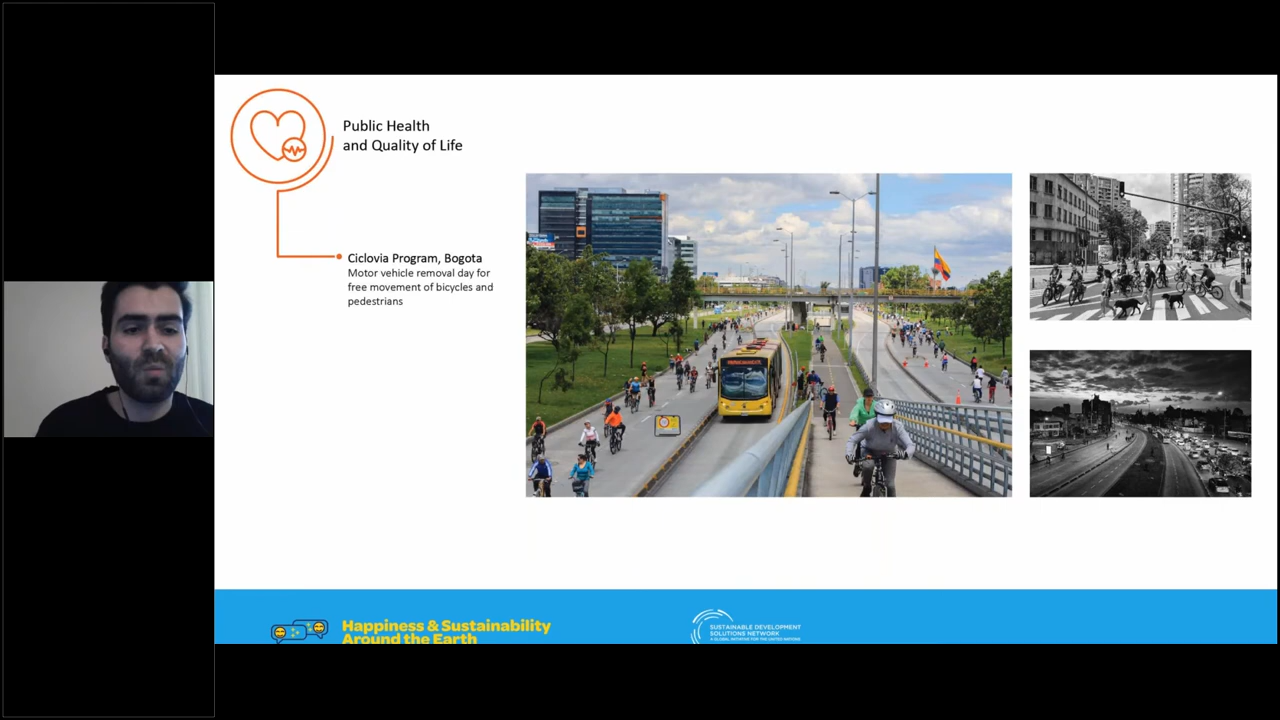 Public Health
and Quality of Life
Ciclovia Program, Bogota
Motor vehicle removal day for
free movement of bicycles and
pedestrians
Happiness & Sustainability
Around the Earth
SUSTAINABLE DEVELOPMENT
SOLUTIONS NETWORK
A GLOBAL INITIATIVE FOR THE UNITED NATIONS